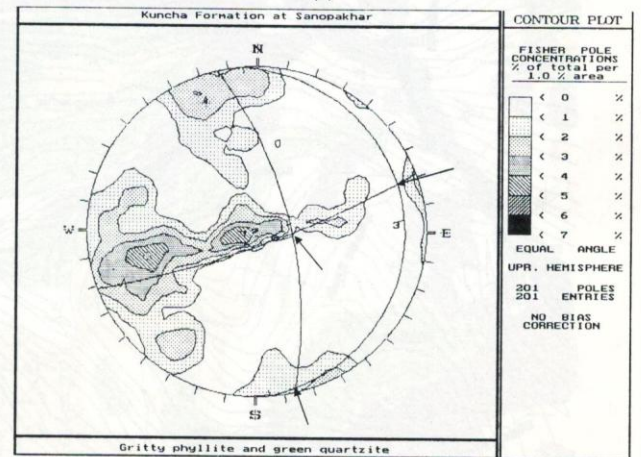 Kuncha Formation at Sanopakhar
CONTOUR PLOT
FISHER POLE
CONCENTRATIONS
% of total per
1.0 % area
< 0 %
< 1 %
< 2 %
< 3 %
< 4 %
< 5 %
< 6 %
< 7 %
EQUAL ANGLE
UPR. HEMISPHERE
201 POLES
201 ENTRIES
NO BIAS
CORRECTION
N
W
E
S
3
Gritty phyllite and green quartzite